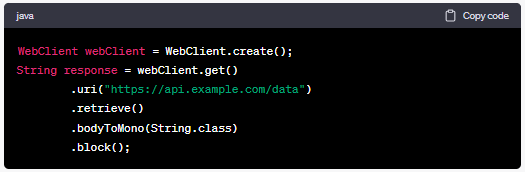 java
Copy code
WebClient webClient = WebClient.create();
String response = webClient.get()
.uri("https://api.example.com/data")
.retrieve()
.bodyToMono(String.class)
.block();